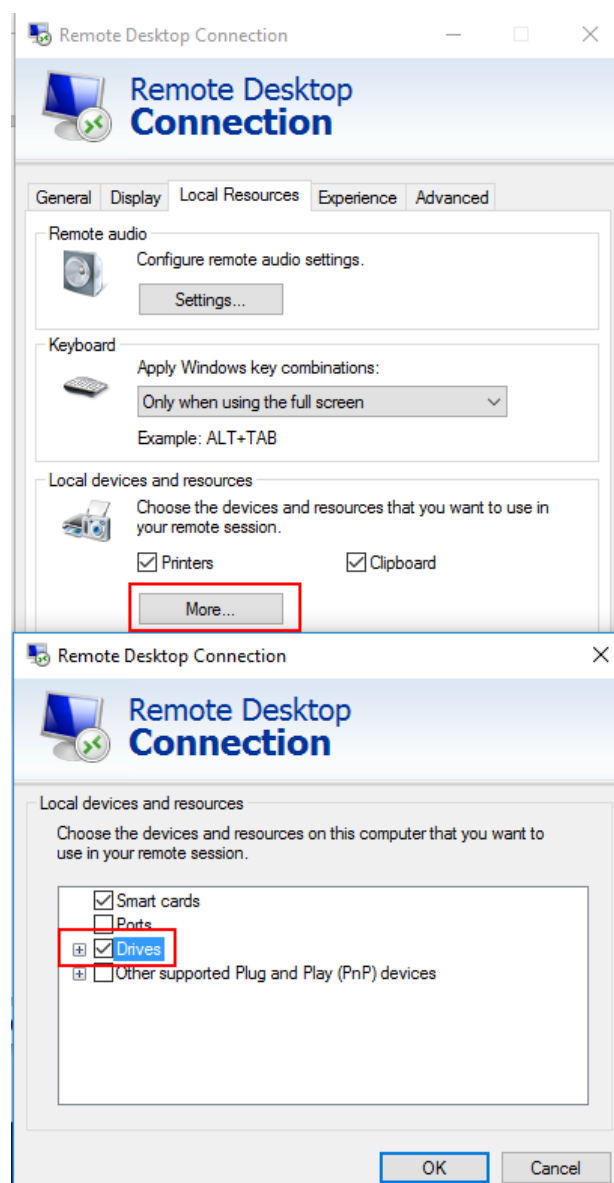 Remote Desktop Connection
Remote Desktop
Connection
General Display Local Resources Experience Advanced
Remote audio
Configure remote audio settings.
Settings...
Keyboard
Apply Windows key combinations:
Only when using the full screen
Example: ALT+TAB
Local devices and resources
Choose the devices and resources that you want to use in
your remote session.
Printers Clipboard
More...
Remote Desktop Connection
Remote Desktop
Connection
Local devices and resources
Choose the devices and resources on this computer that you want to
use in your remote session.
Smart cards
Ports
Drives
Other supported Plug and Play (PnP) devices
OK Cancel